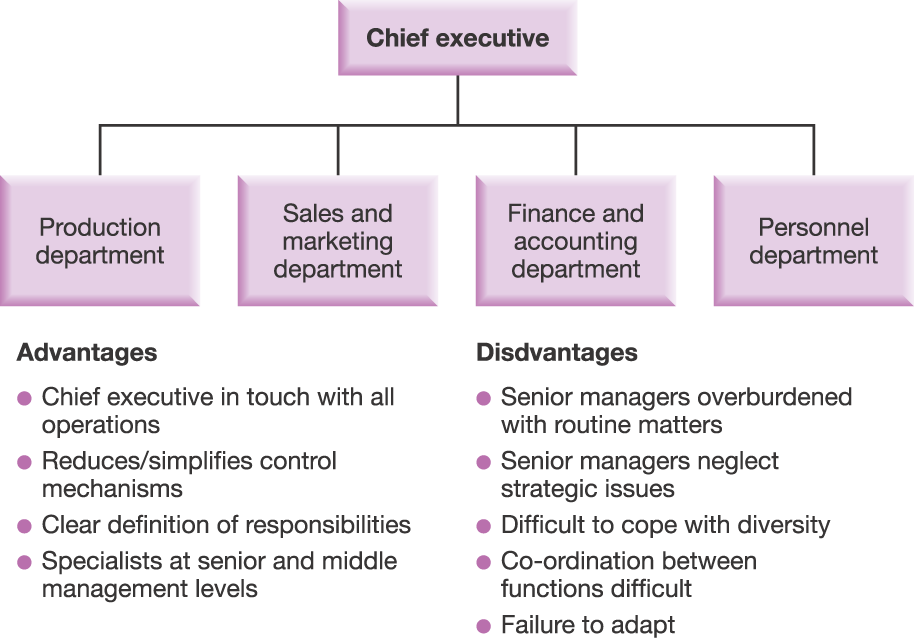 Chief executive
Production
department
Sales and
marketing
department
Finance and
accounting
department
Personnel
department
Advantages
● Chief executive in touch with all
operations
● Reduces/simplifies control
mechanisms
● Clear definition of responsibilities
● Specialists at senior and middle
management levels
Disdvantages
● Senior managers overburdened
with routine matters
● Senior managers neglect
strategic issues
● Difficult to cope with diversity
● Co-ordination between
functions difficult
● Failure to adapt